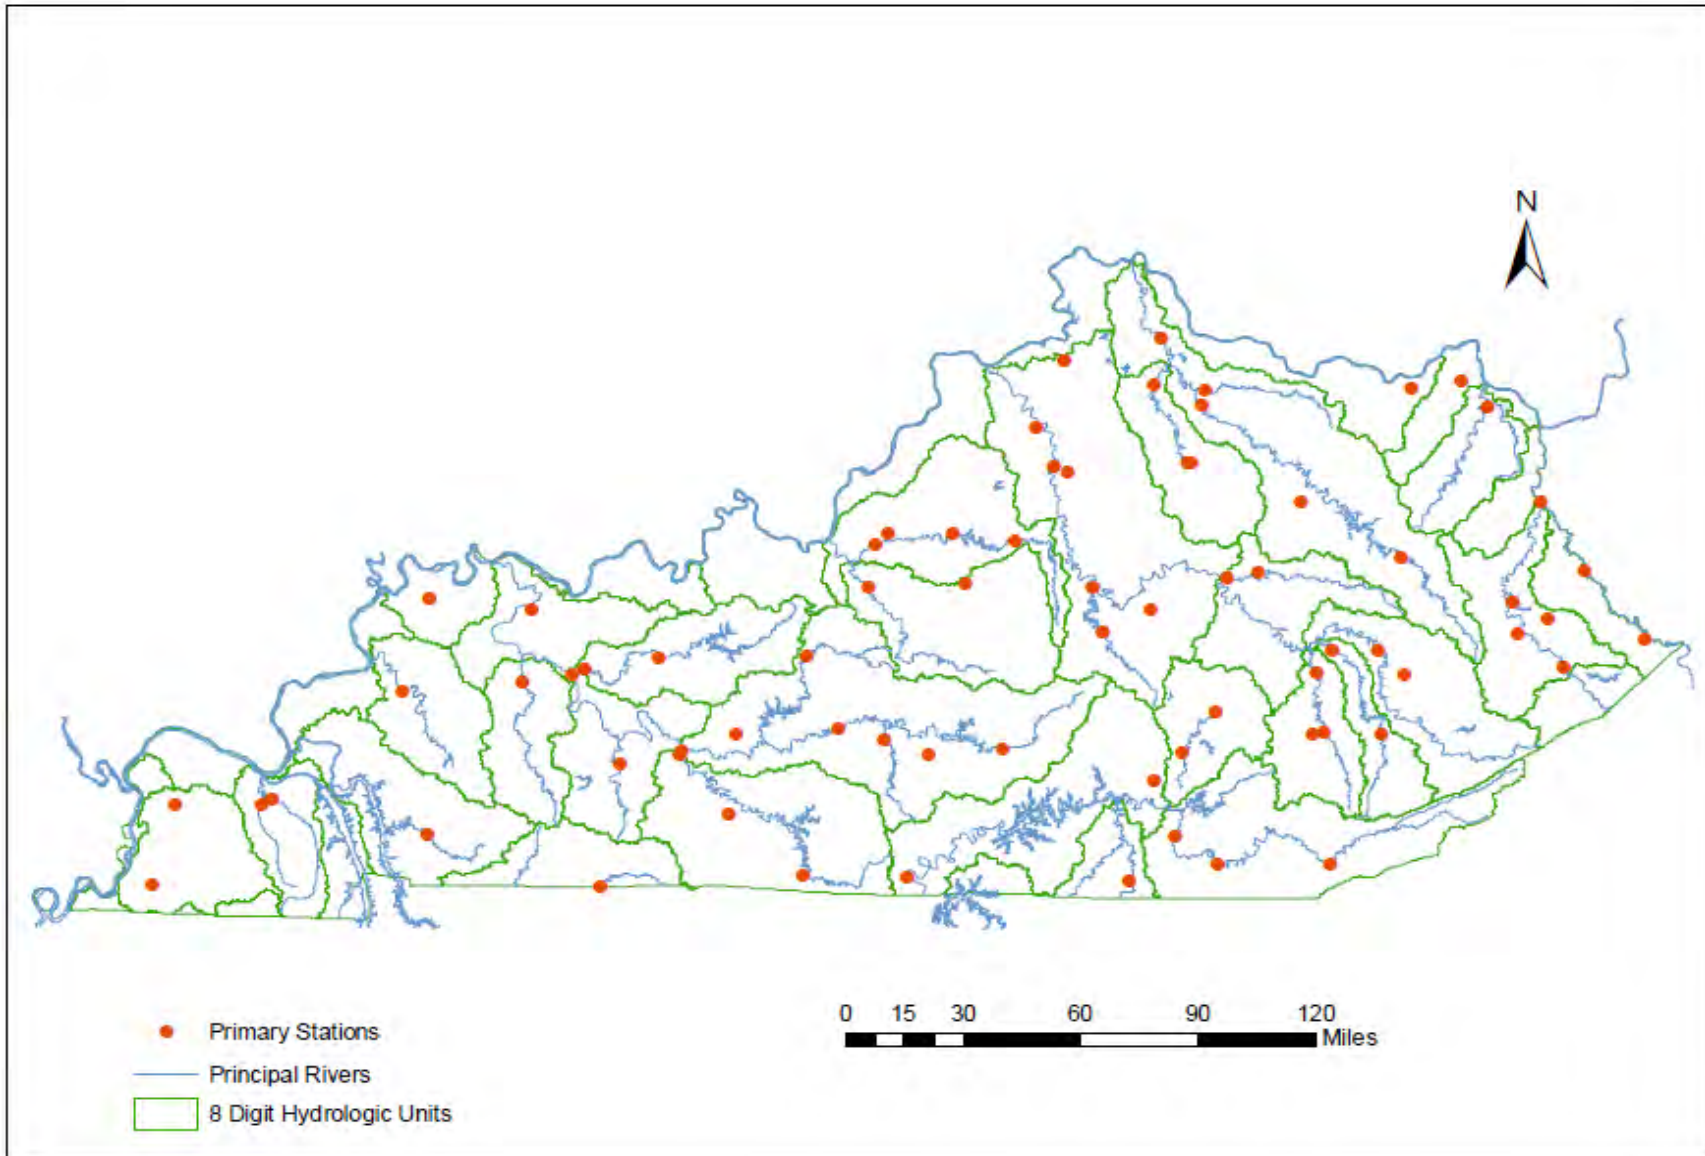 N
0 15 30 60 90 120
Miles
Primary Stations
Principal Rivers
8 Digit Hydrologic Units